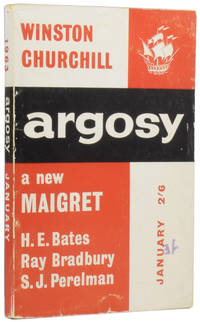 WINSTON
CHURCHILL
argosy
a new
MAIGRET
H. E. Bates
Ray Bradbury
S. J. Perelman
JANUARY 2/6
1963
argosy
JANUARY